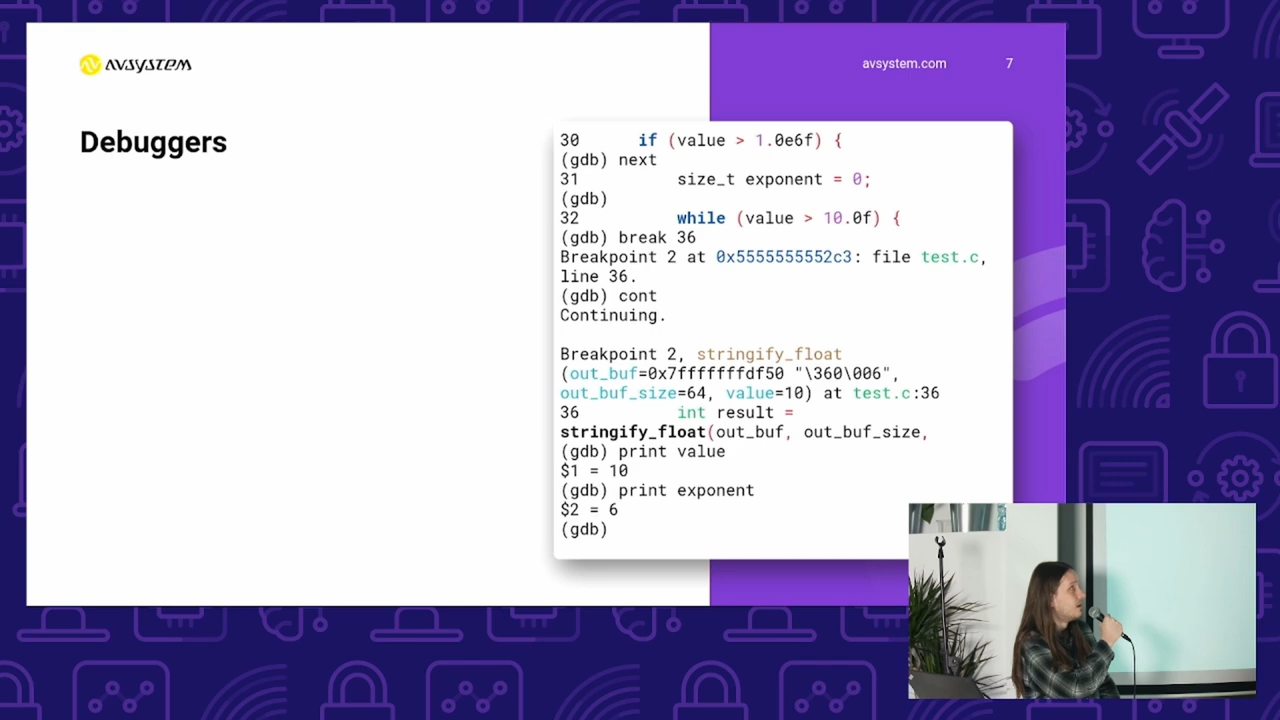 AVSYSTEM
avsystem.com
7
Debuggers
30      if (value > 1.0e6f) {
(gdb) next
31          size_t exponent = 0;
(gdb)
32          while (value > 10.0f) {
(gdb) break 36
Breakpoint 2 at 0x5555555552c3: file test.c,
line 36.
(gdb) cont
Continuing.
Breakpoint 2, stringify_float
(out_buf=0x7fffffffdf50 "\360\006",
out_buf_size=64, value=10) at test.c:36
36          int result =
stringify_float(out_buf, out_buf_size,
(gdb) print value
$1 = 10
(gdb) print exponent
$2 = 6
(gdb)